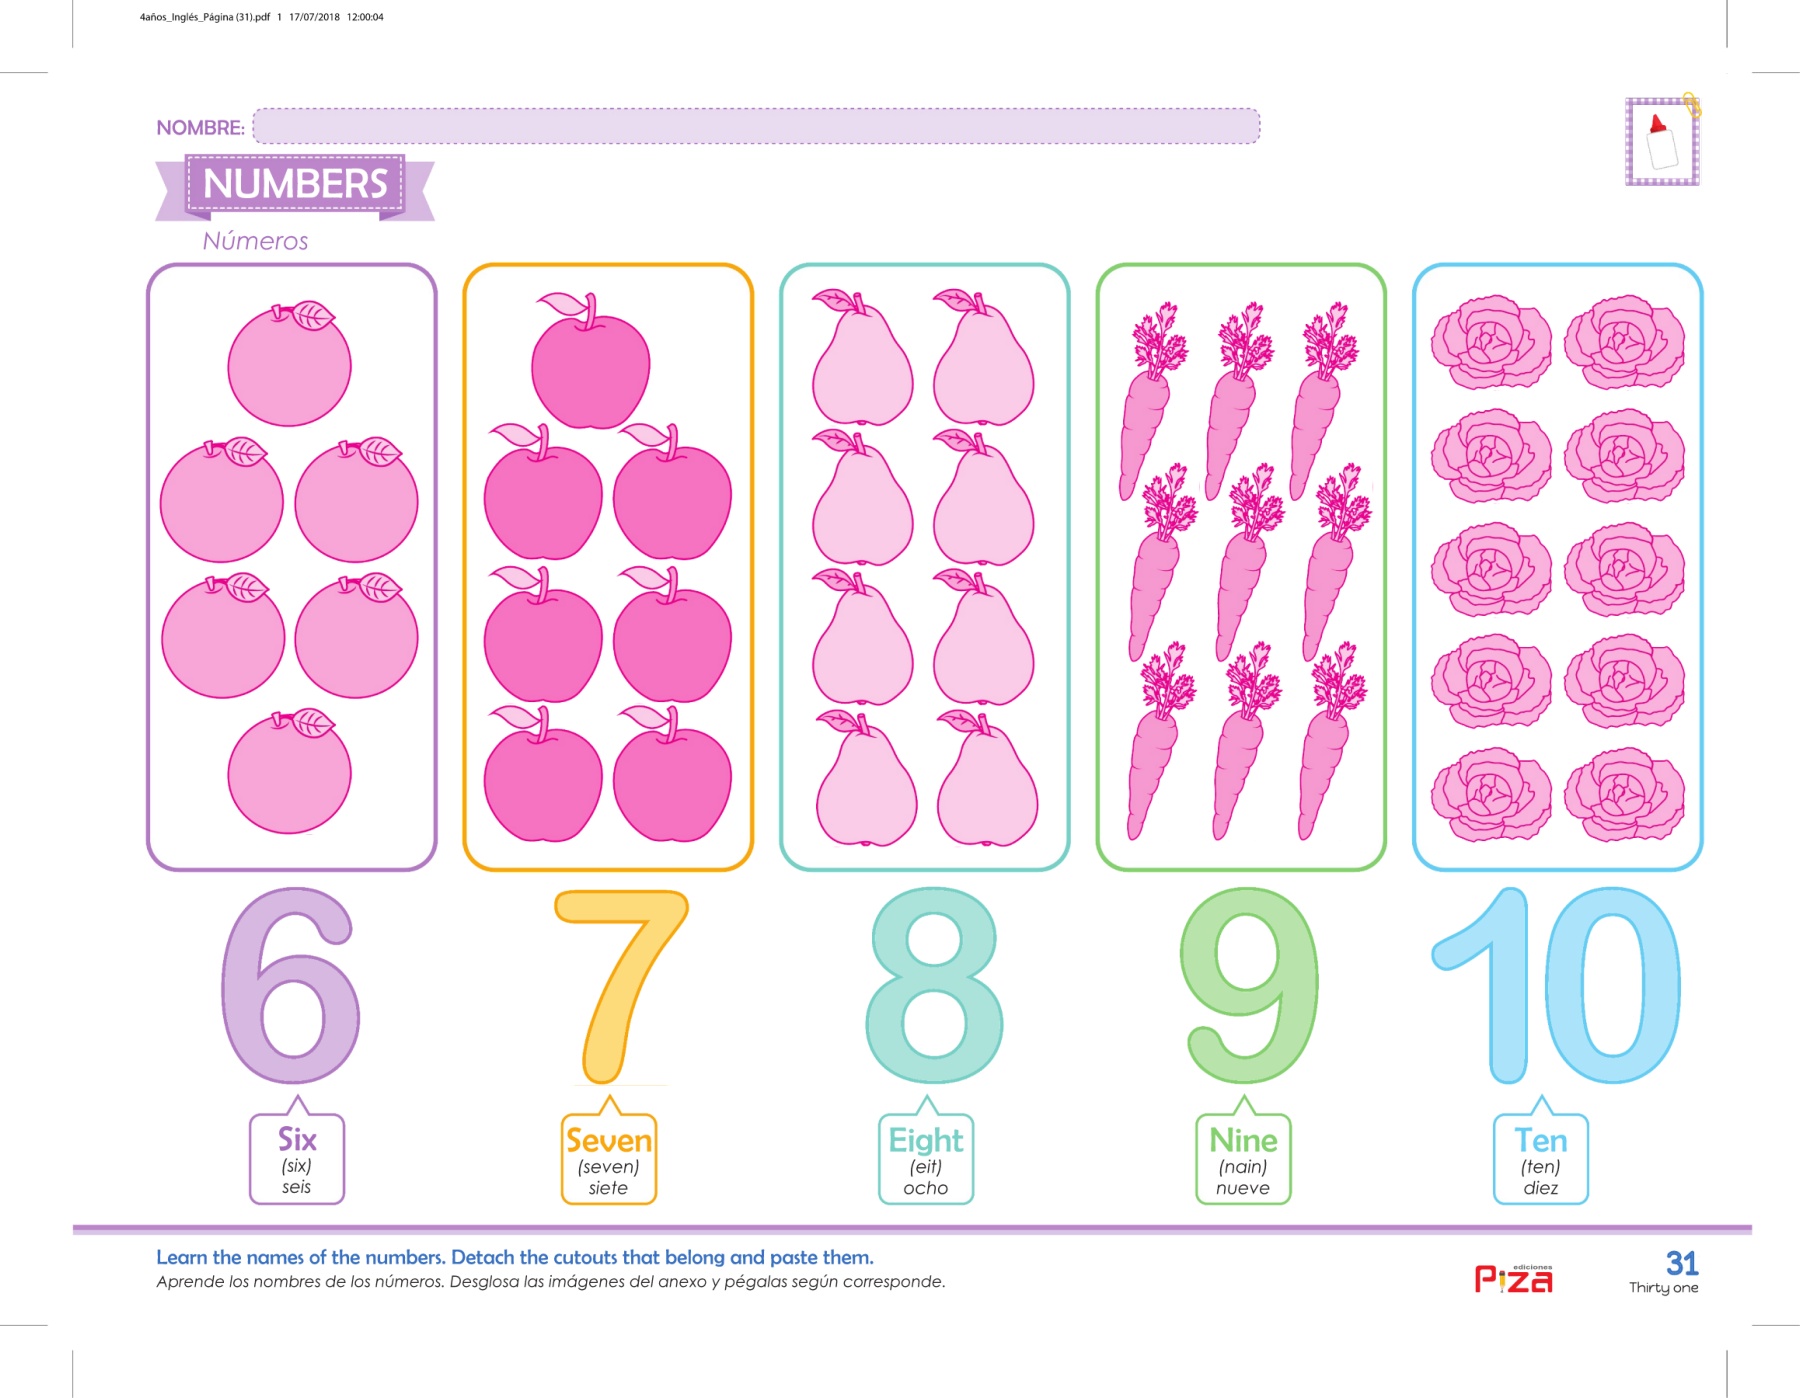 4años_Inglés_Página (31).pdf 1 17/07/2018 12:00:04
NOMBRE:
NUMBERS
Números
6 7 8 9 10
Six
(six)
seis
Seven
(seven)
siete
Eight
(eit)
ocho
Nine
(nain)
nueve
Ten
(ten)
diez
Learn the names of the numbers. Detach the cutouts that belong and paste them.
Aprende los nombres de los números. Desglosa las imágenes del anexo y pégalas según corresponde.
ediciones
Piza
31
Thirty one